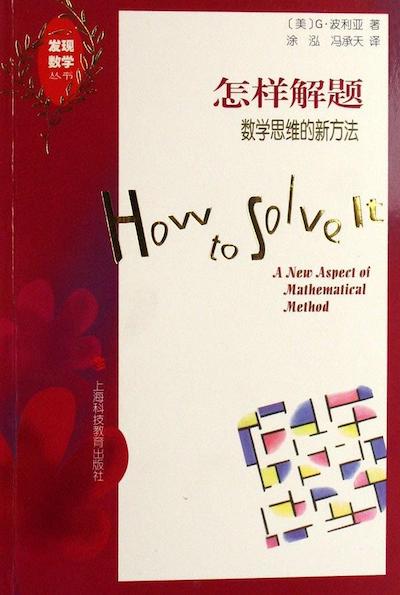 发现
数学
丛书
〔美〕G·波利亚 著
涂 泓 冯承天 译
怎样解题
数学思维的新方法
How to Solve It
A New Aspect of
Mathematical
Method
上海科技教育出版社